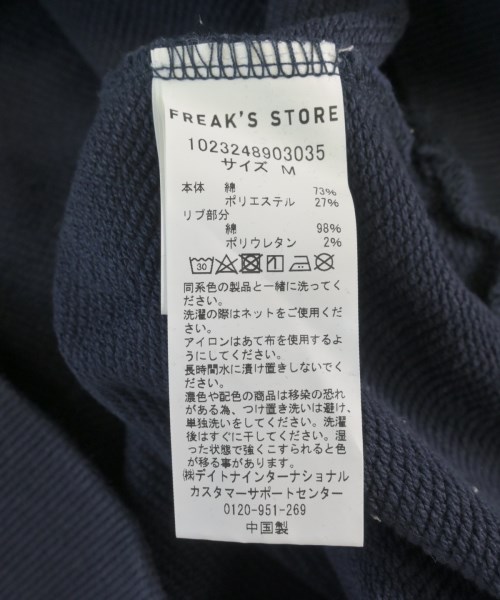 FREAK'S STORE
1023248903035
サイズ M
本体 綿 73%
ポリエステル 27%
リブ部分
綿 98%
ポリウレタン 2%
30
同系色の製品と一緒に洗ってく
ださい。
洗濯の際はネットをご使用くだ
さい。
アイロンはあて布を使用するよ
うにしてください。
長時間水に漬け置きしないでく
ださい。
濃色や配色の商品は移染の恐れ
がある為、つけ置き洗いは避け、
単独洗いをしてください。洗濯
後はすぐに干してください。湿
った状態で強くこすられると色
が移る事があります。
㈱デイトナインターナショナル
カスタマーサポートセンター
0120-951-269
中国製